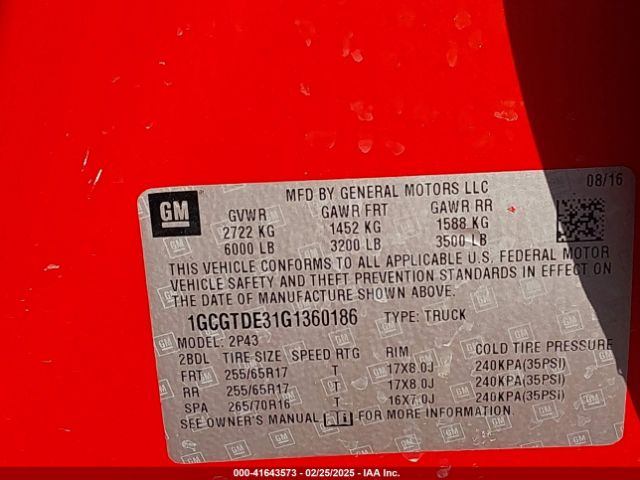 08/16
MFD BY GENERAL MOTORS LLC
GM
GVWR GAWR FRT GAWR RR
2722 KG 1452 KG 1588 KG
6000 LB 3200 LB 3500 LB
THIS VEHICLE CONFORMS TO ALL APPLICABLE U.S. FEDERAL MOTOR
VEHICLE SAFETY AND THEFT PREVENTION STANDARDS IN EFFECT ON
THE DATE OF MANUFACTURE SHOWN ABOVE.
1GCGTDE31G1360186 TYPE: TRUCK
MODEL: 2P43
2BDL TIRE SIZE SPEED RTG RIM COLD TIRE PRESSURE
FRT 255/65R17 T 17X8.0J 240KPA(35PSI)
RR 255/65R17 T 17X8.0J 240KPA(35PSI)
SPA 265/70R16 T 16X7.0J 240KPA(35PSI)
SEE OWNER'S MANUAL FOR MORE INFORMATION.
000-41643573 - 02/25/2025 - IAA Inc.